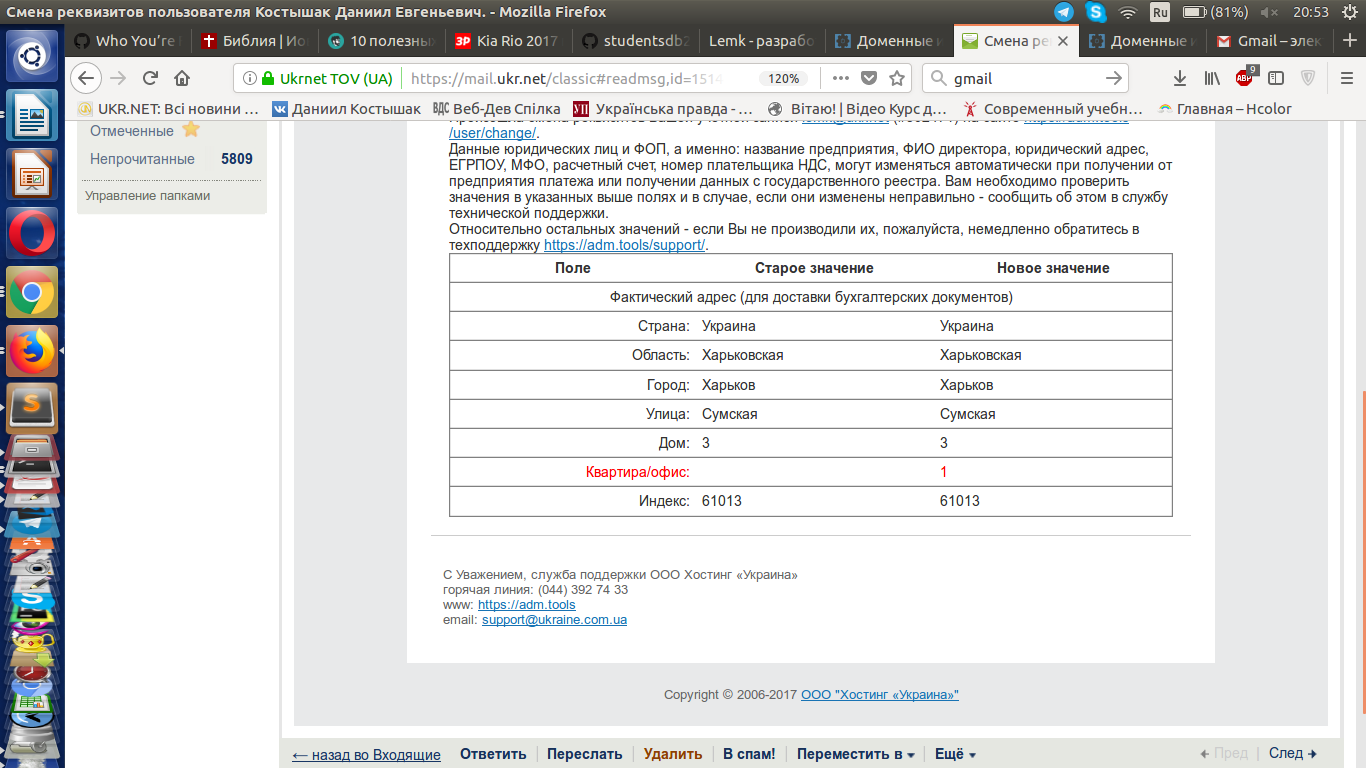 Смена реквизитов пользователя Костышак Даниил Евгеньевич. - Mozilla Firefox
Ru (81%) 20:53
Who You're
Библия | Ио
10 полезны
Kia Rio 2017
studentsdb2
Lemk - разрабо
Доменные и
Смена ре
Доменные и
Gmail – элек
Ukrnet TOV (UA) https://mail.ukr.net/classic#readmsg,id=1514 120%
gmail
ABP 9
UKR.NET: Всі новини …
Даниил Костышак
Веб-Дев Спілка
Українська правда - …
Вітаю! | Відео Курс д…
Современный учебн…
Главная – Hcolor
Отмеченные
Непрочитанные 5809
Управление папками
/user/change/.
Данные юридических лиц и ФОП, а именно: название предприятия, ФИО директора, юридический адрес,
ЕГРПОУ, МФО, расчетный счет, номер плательщика НДС, могут изменяться автоматически при получении от
предприятия платежа или получении данных с государственного реестра. Вам необходимо проверить
значения в указанных выше полях и в случае, если они изменены неправильно - сообщить об этом в службу
технической поддержки.
Относительно остальных значений - если Вы не производили их, пожалуйста, немедленно обратитесь в
техподдержку https://adm.tools/support/.
Поле Старое значение Новое значение
Фактический адрес (для доставки бухгалтерских документов)
Страна: Украина Украина
Область: Харьковская Харьковская
Город: Харьков Харьков
Улица: Сумская Сумская
Дом: 3 3
Квартира/офис: 1
Индекс: 61013 61013
С Уважением, служба поддержки ООО Хостинг «Украина»
горячая линия: (044) 392 74 33
www: https://adm.tools
email: support@ukraine.com.ua
Copyright © 2006-2017 ООО "Хостинг «Украина»"
← назад во Входящие Ответить Переслать Удалить В спам! Переместить в Ещё Пред След